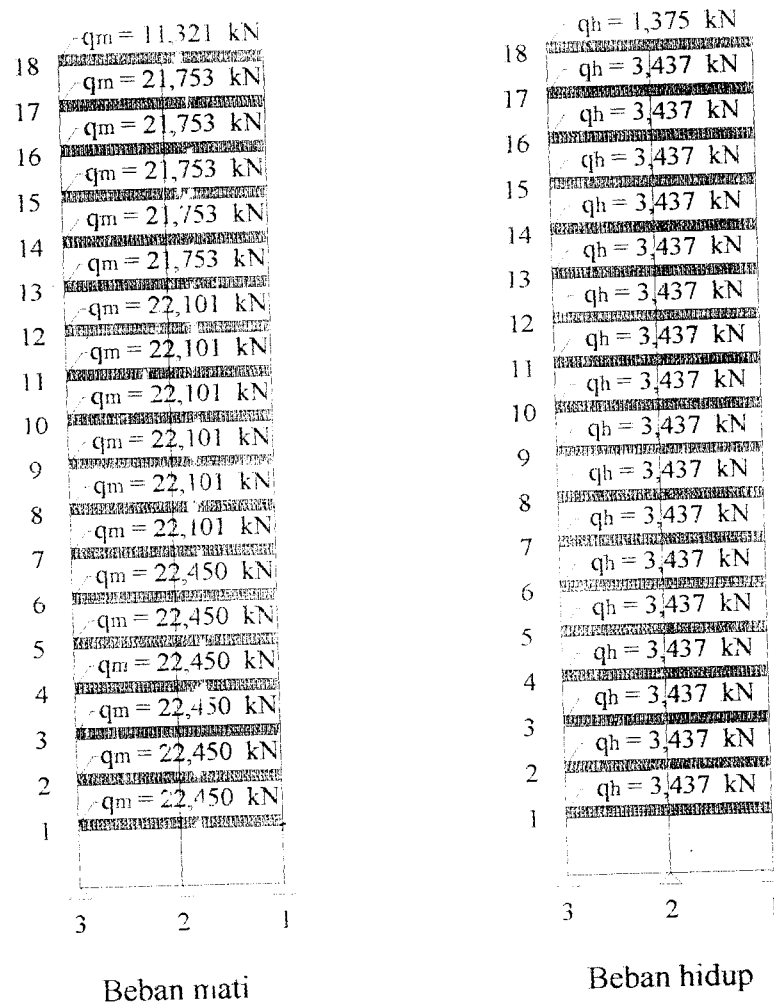 qm = 11,321 kN
18
qm = 21,753 kN
17
qm = 21,753 kN
16
qm = 21,753 kN
15
qm = 21,753 kN
14
qm = 21,753 kN
13
qm = 22,101 kN
12
qm = 22,101 kN
11
qm = 22,101 kN
10
qm = 22,101 kN
9
qm = 22,101 kN
8
qm = 22,101 kN
7
qm = 22,450 kN
6
qm = 22,450 kN
5
qm = 22,450 kN
4
qm = 22,450 kN
3
qm = 22,450 kN
2
qm = 22,450 kN
1
3 2 1
Beban mati
qh = 1,375 kN
18
qh = 3,437 kN
17
qh = 3,437 kN
16
qh = 3,437 kN
15
qh = 3,437 kN
14
qh = 3,437 kN
13
qh = 3,437 kN
12
qh = 3,437 kN
11
qh = 3,437 kN
10
qh = 3,437 kN
9
qh = 3,437 kN
8
qh = 3,437 kN
7
qh = 3,437 kN
6
qh = 3,437 kN
5
qh = 3,437 kN
4
qh = 3,437 kN
3
qh = 3,437 kN
2
qh = 3,437 kN
1
3 2 1
Beban hidup